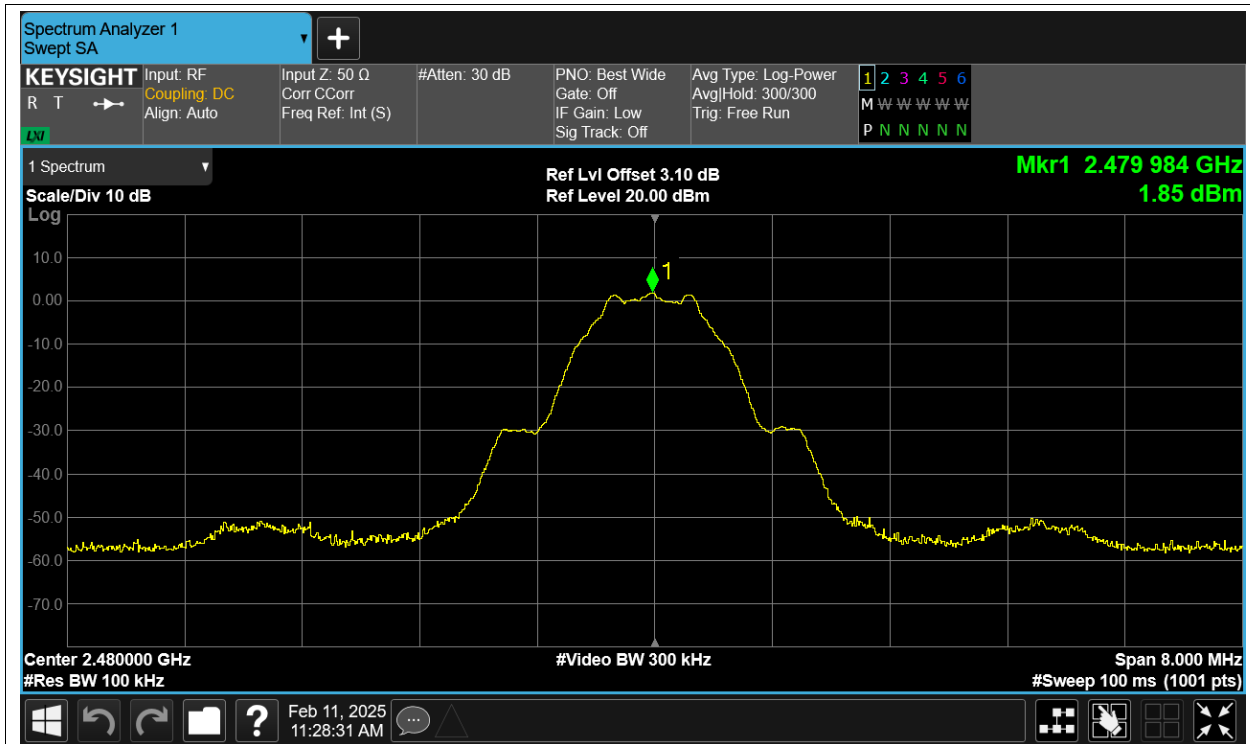 Spectrum Analyzer 1
Swept SA
KEYSIGHT
R T
LXI
Input: RF
Coupling: DC
Align: Auto
Input Z: 50 Ω
Corr CCorr
Freq Ref: Int (S)
#Atten: 30 dB
PNO: Best Wide
Gate: Off
IF Gain: Low
Sig Track: Off
Avg Type: Log-Power
Avg|Hold: 300/300
Trig: Free Run
1 2 3 4 5 6
M W W W W W
P N N N N N
1 Spectrum
Scale/Div 10 dB
Log
Ref Lvl Offset 3.10 dB
Ref Level 20.00 dBm
Mkr1 2.479 984 GHz
1.85 dBm
1
10.0
0.00
-10.0
-20.0
-30.0
-40.0
-50.0
-60.0
-70.0
Center 2.480000 GHz
#Video BW 300 kHz
Span 8.000 MHz
#Res BW 100 kHz
#Sweep 100 ms (1001 pts)
?
Feb 11, 2025
11:28:31 AM